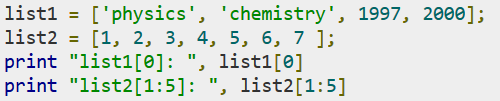 list1 = ['physics', 'chemistry', 1997, 2000];
list2 = [1, 2, 3, 4, 5, 6, 7 ];
print "list1[0]: ", list1[0]
print "list2[1:5]: ", list2[1:5]